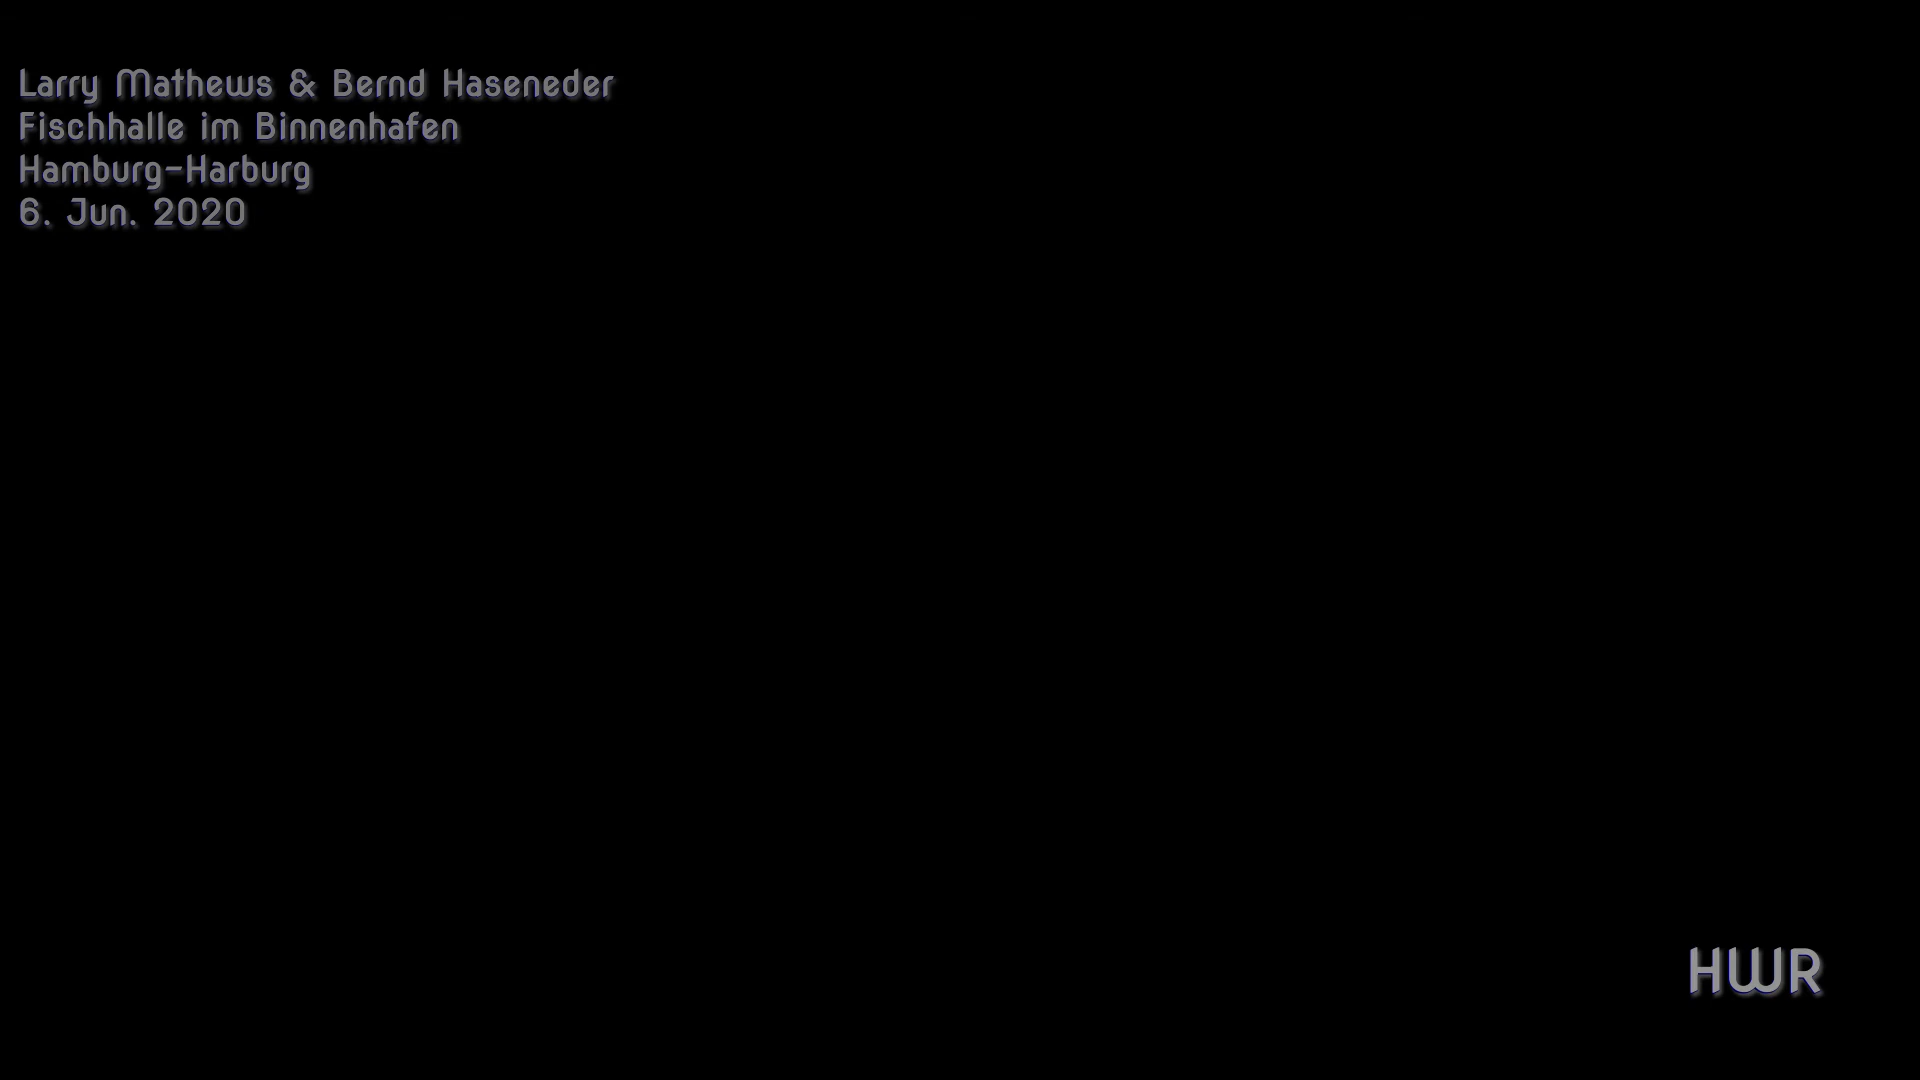 Larry Mathews & Bernd Haseneder
Fischhalle im Binnenhafen
Hamburg-Harburg
6. Jun. 2020
HWR